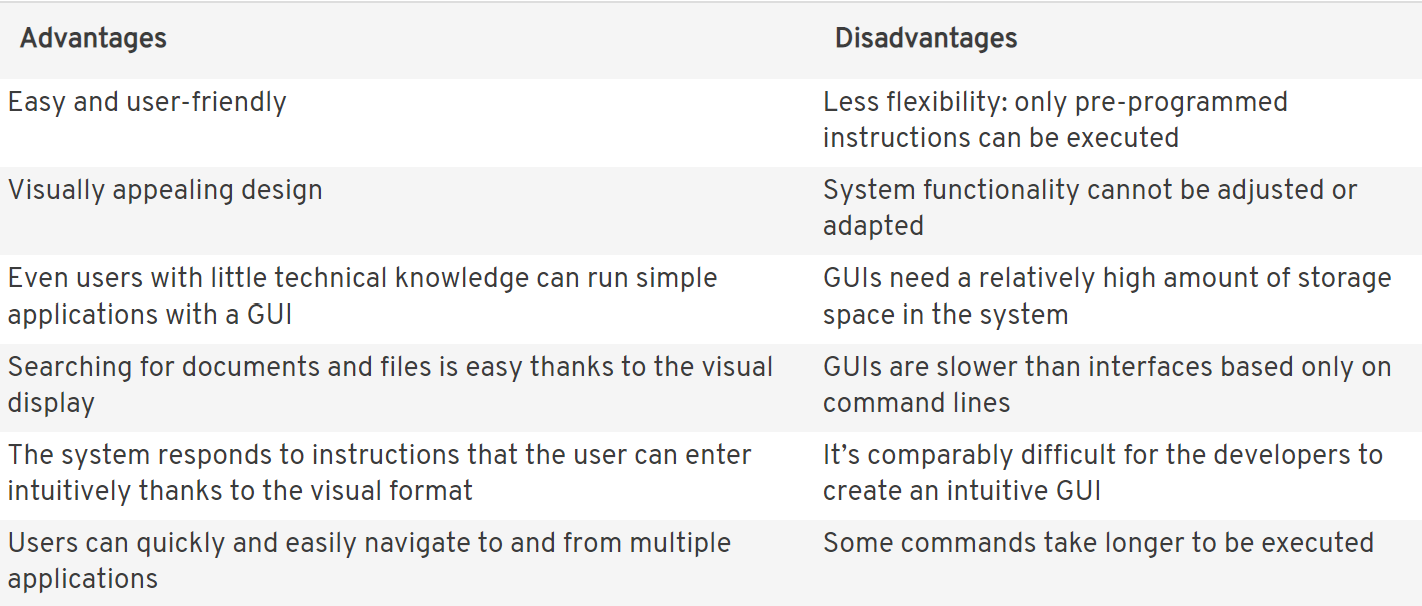 Advantages
Disadvantages
Easy and user-friendly
Less flexibility: only pre-programmed
instructions can be executed
Visually appealing design
System functionality cannot be adjusted or
adapted
Even users with little technical knowledge can run simple
applications with a GUI
GUIs need a relatively high amount of storage
space in the system
Searching for documents and files is easy thanks to the visual
display
GUIs are slower than interfaces based only on
command lines
The system responds to instructions that the user can enter
intuitively thanks to the visual format
It’s comparably difficult for the developers to
create an intuitive GUI
Users can quickly and easily navigate to and from multiple
applications
Some commands take longer to be executed